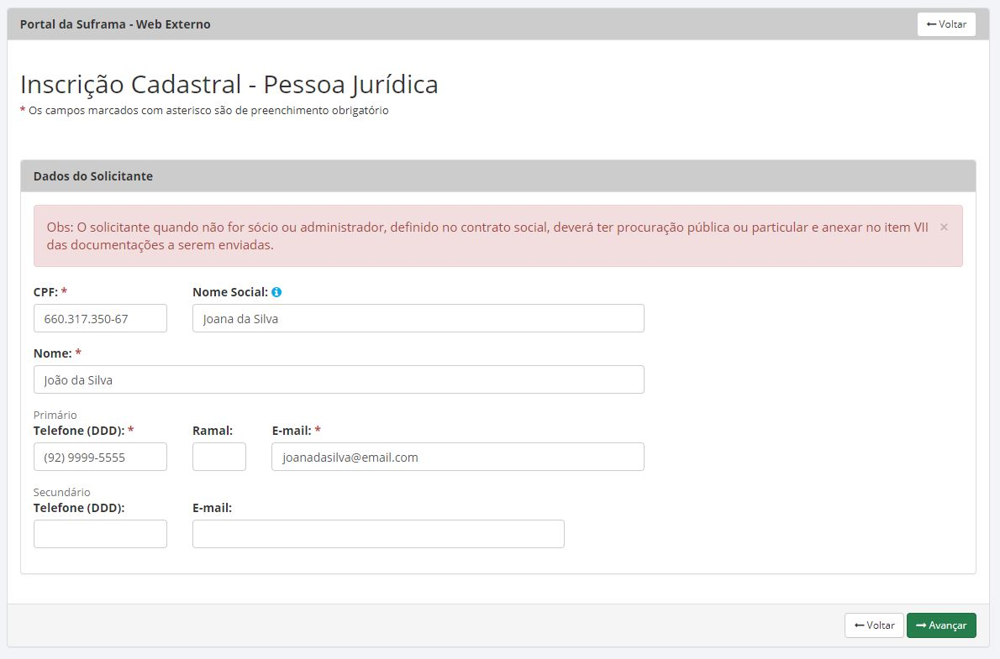 Portal da Suframa - Web Externo
Voltar
Inscrição Cadastral - Pessoa Jurídica
* Os campos marcados com asterisco são de preenchimento obrigatório
Dados do Solicitante
Obs: O solicitante quando não for sócio ou administrador, definido no contrato social, deverá ter procuração pública ou particular e anexar no item VII ×
das documentações a serem enviadas.
CPF: * Nome Social:
660.317.350-67 Joana da Silva
Nome: *
João da Silva
Primário
Telefone (DDD): * Ramal: E-mail: *
(92) 9999-5555 joanadasilva@email.com
Secundário
Telefone (DDD): E-mail:
Voltar Avançar